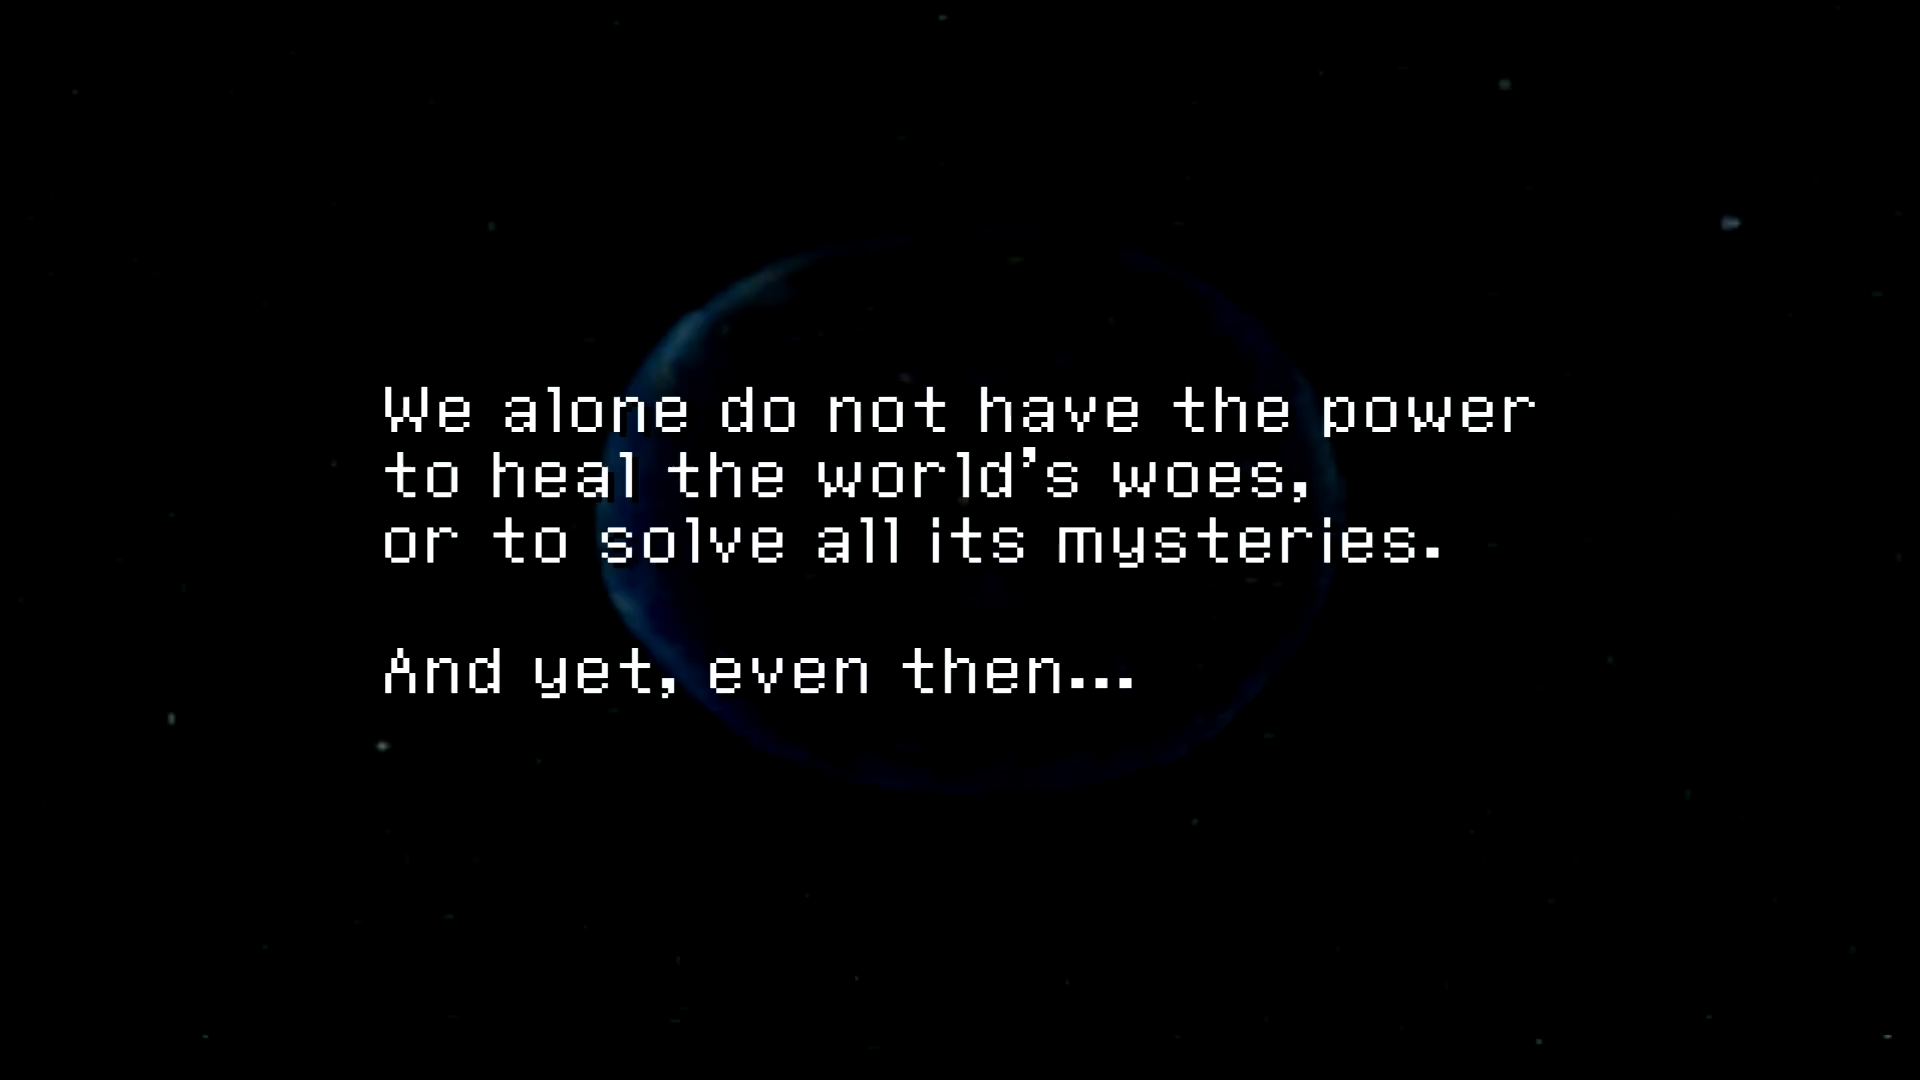 We alone do not have the power
to heal the world's woes,
or to solve all its mysteries.
And yet, even then...